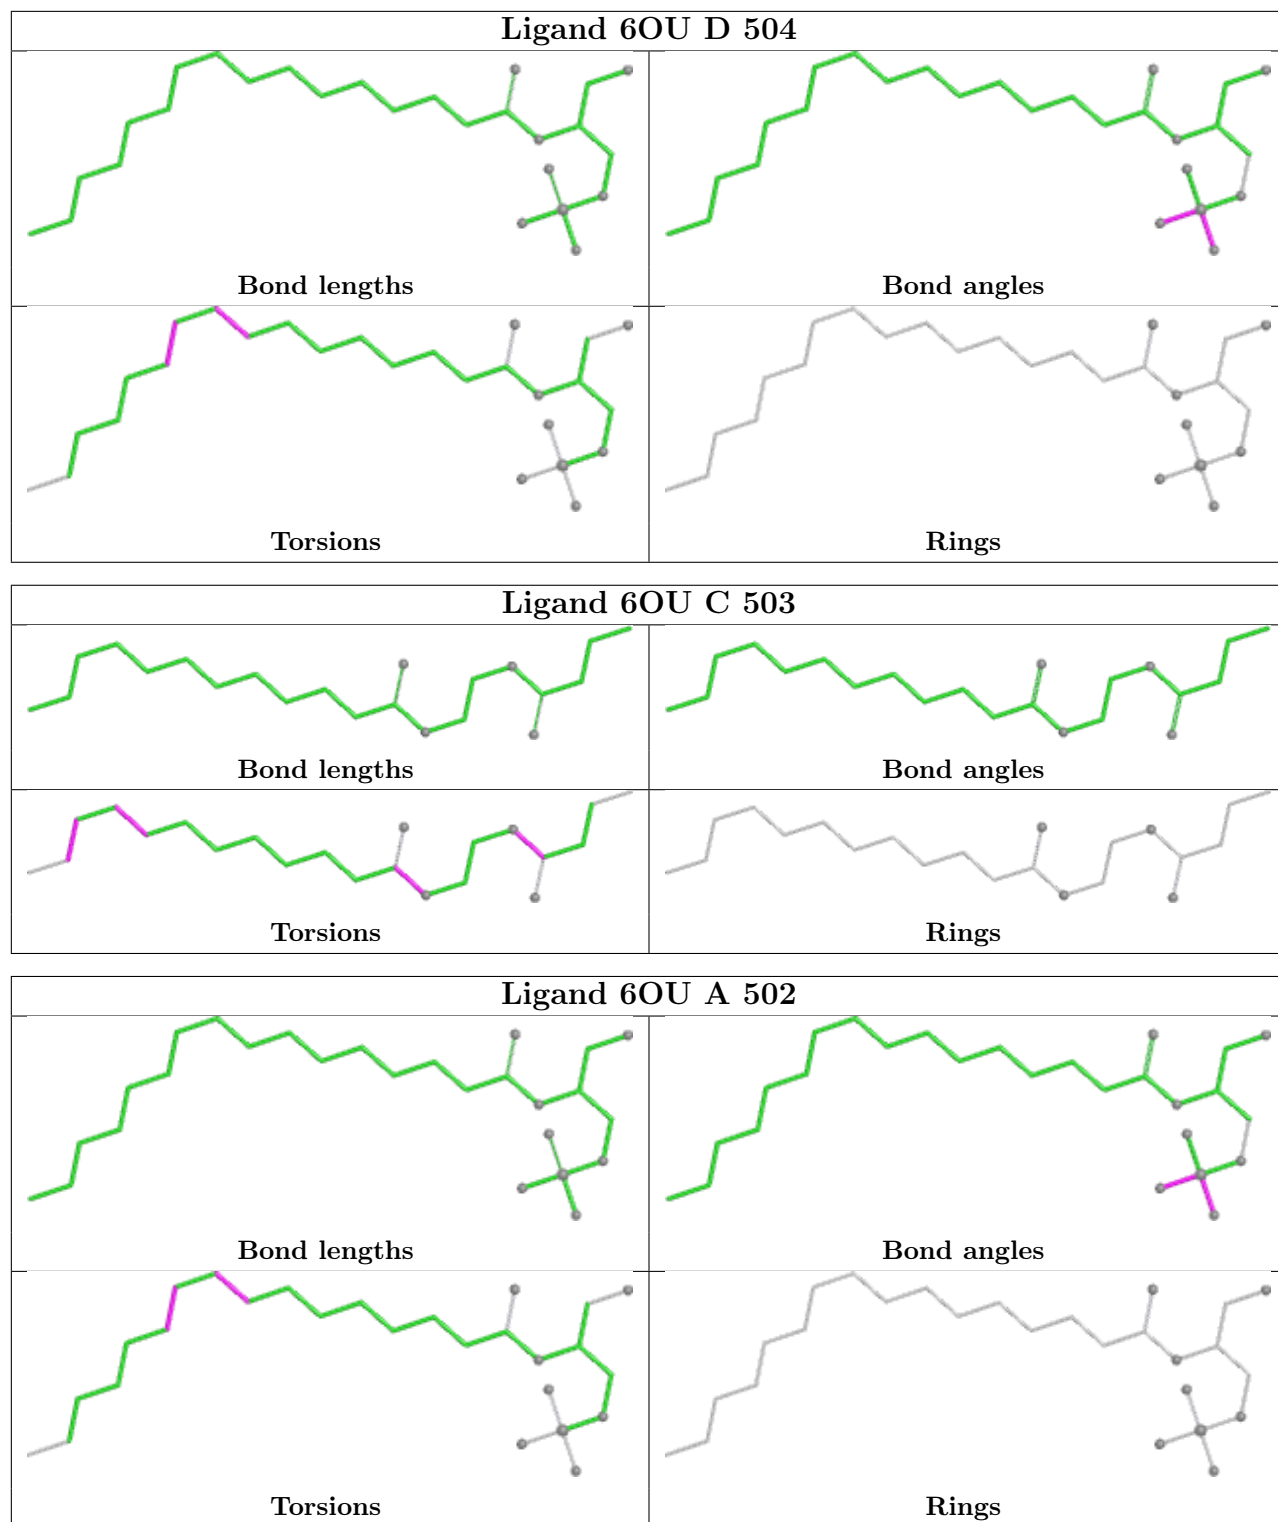 Ligand 6OU D 504
Bond lengths
Bond angles
Torsions
Rings
Ligand 6OU C 503
Bond lengths
Bond angles
Torsions
Rings
Ligand 6OU A 502
Bond lengths
Bond angles
Torsions
Rings